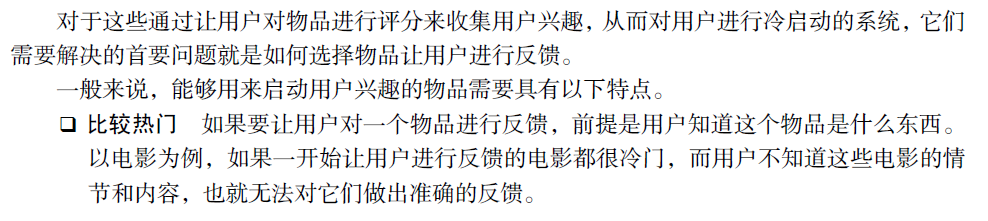 对于这些通过让用户对物品进行评分来收集用户兴趣，从而对用户进行冷启动的系统，它们
需要解决的首要问题就是如何选择物品让用户进行反馈。
一般来说，能够用来启动用户兴趣的物品需要具有以下特点。
❑ 比较热门 如果要让用户对一个物品进行反馈，前提是用户知道这个物品是什么东西。
以电影为例，如果一开始让用户进行反馈的电影都很冷门，而用户不知道这些电影的情
节和内容，也就无法对它们做出准确的反馈。